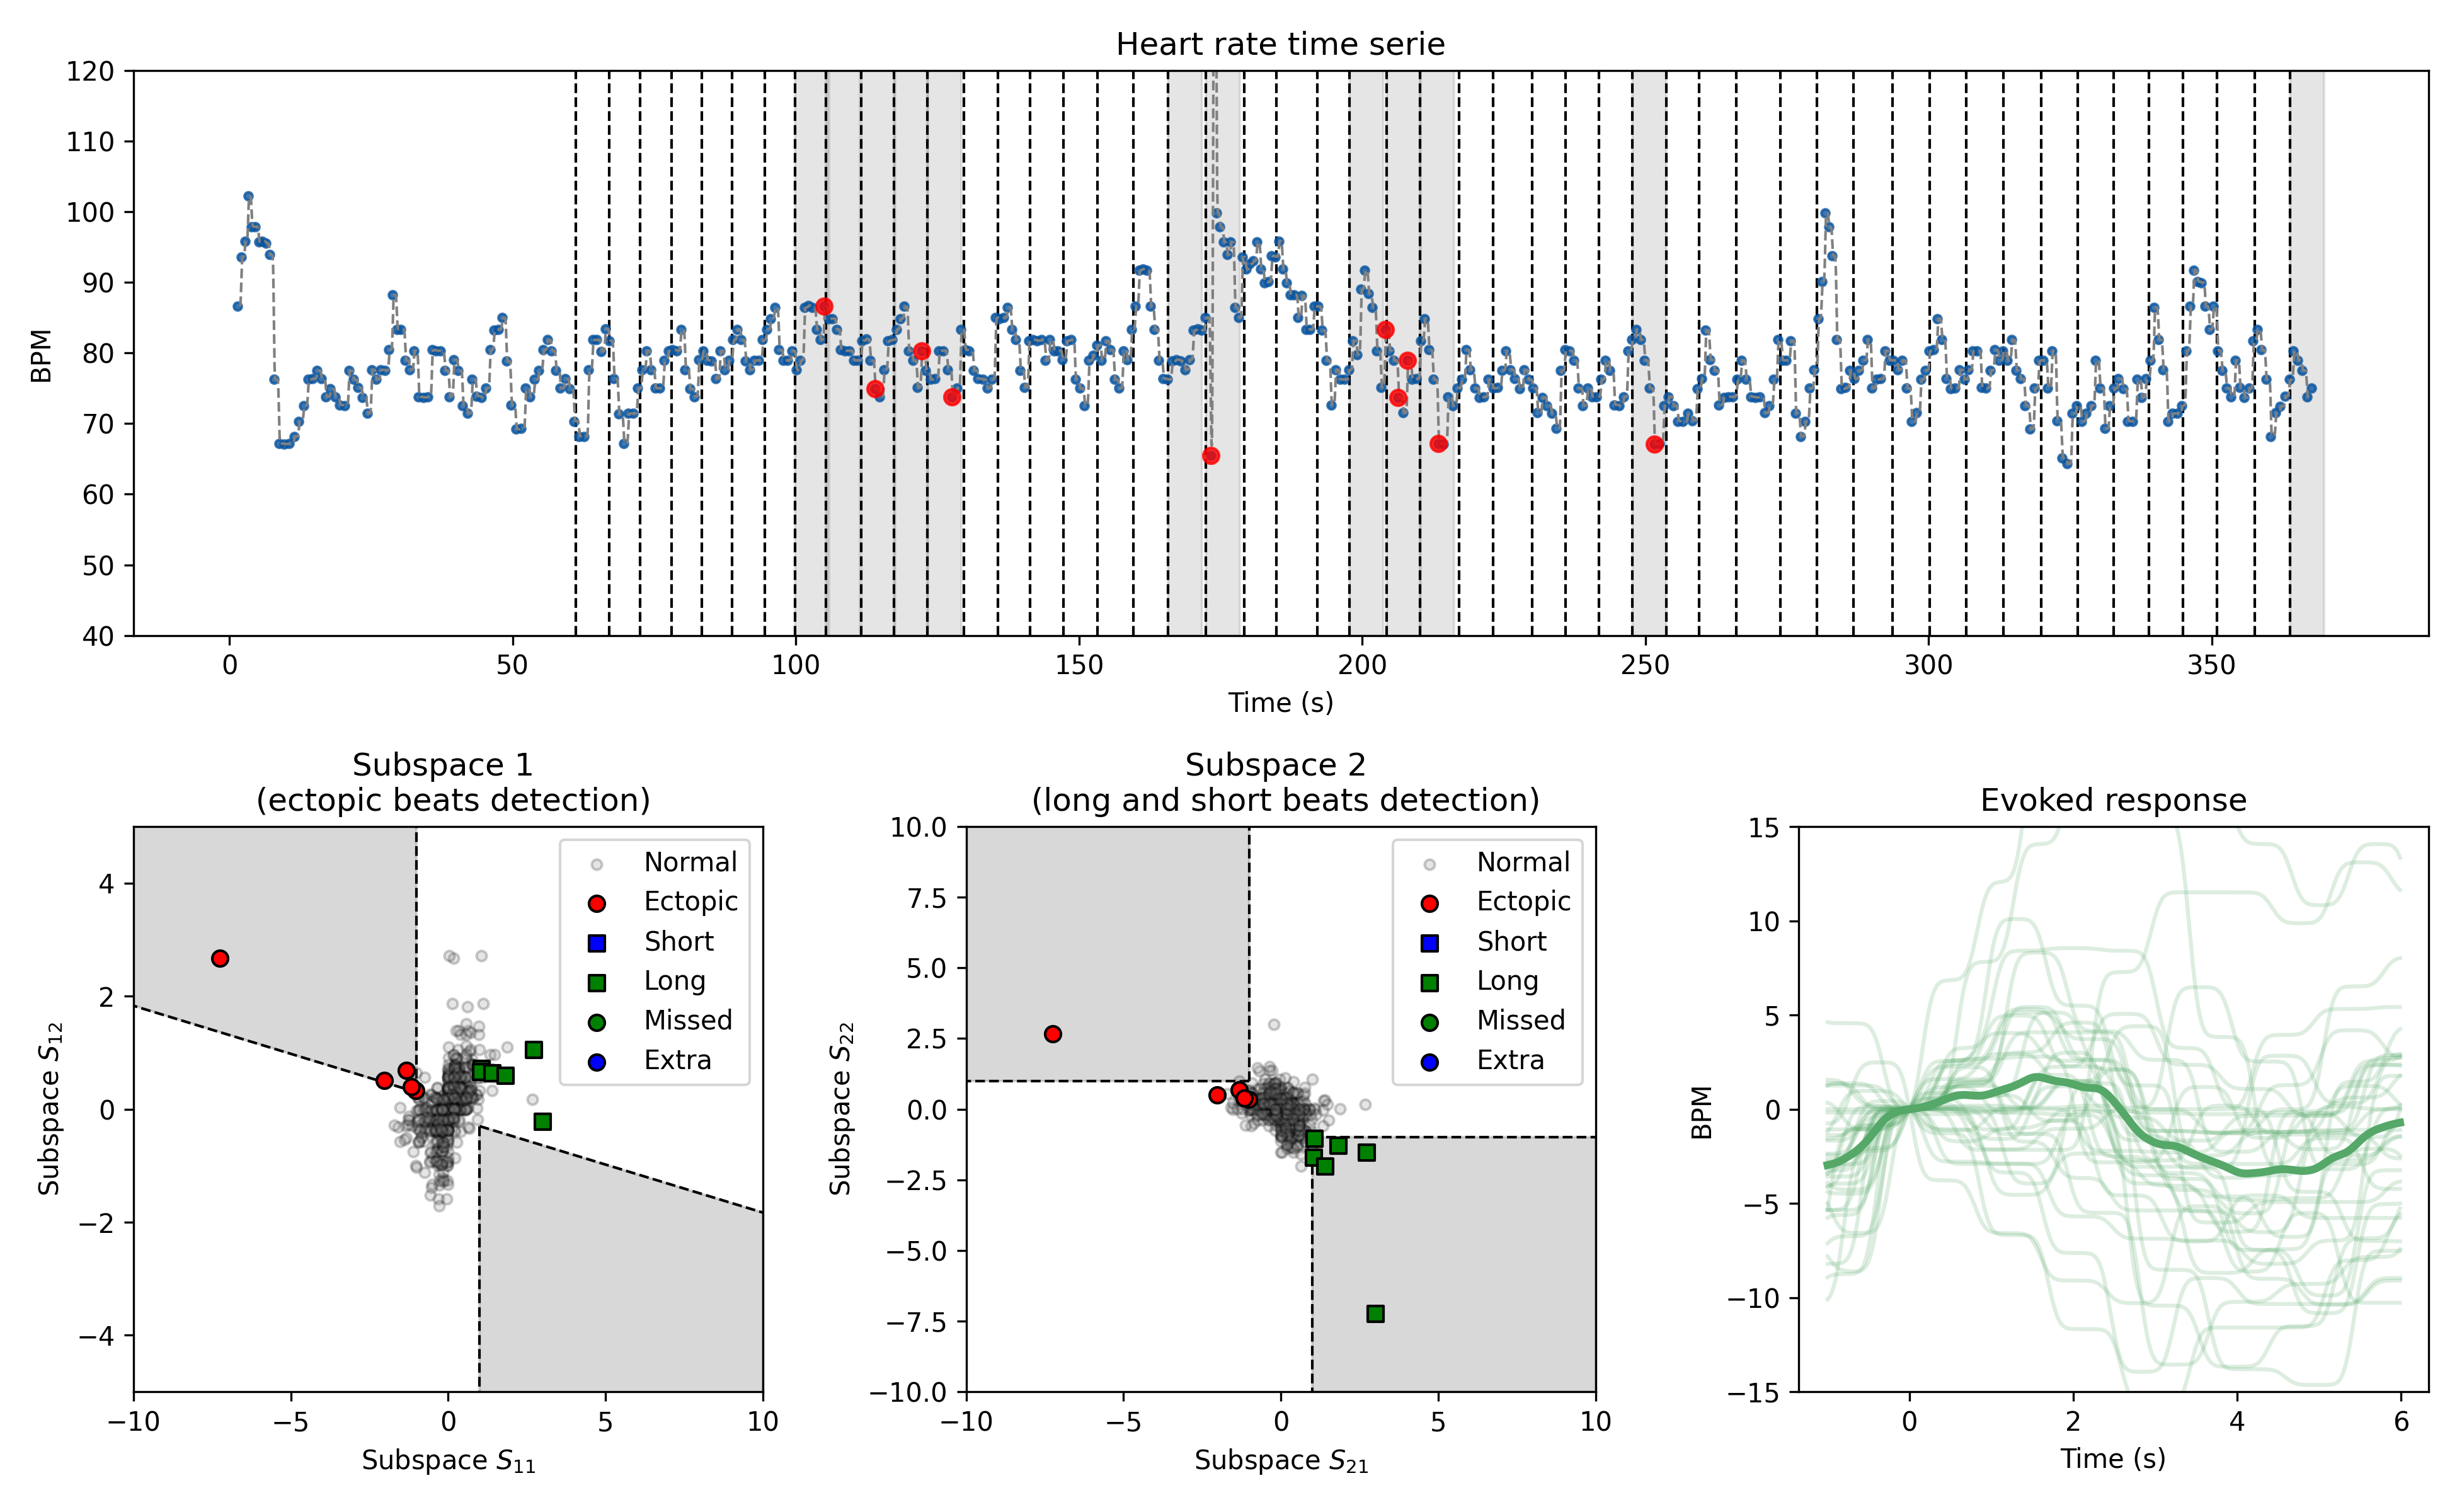 Heart rate time serie
120
110
100
90
80
70
60
50
40
BPM
0 50 100 150 200 250 300 350
Time (s)
Subspace 1
(ectopic beats detection)
4
2
0
−2
−4
Subspace S12
Normal
Ectopic
Short
Long
Missed
Extra
−10 −5 0 5 10
Subspace S11
Subspace 2
(long and short beats detection)
10.0
7.5
5.0
2.5
0.0
−2.5
−5.0
−7.5
−10.0
Subspace S22
Normal
Ectopic
Short
Long
Missed
Extra
−10 −5 0 5 10
Subspace S21
Evoked response
15
10
5
0
−5
−10
−15
BPM
0 2 4 6
Time (s)